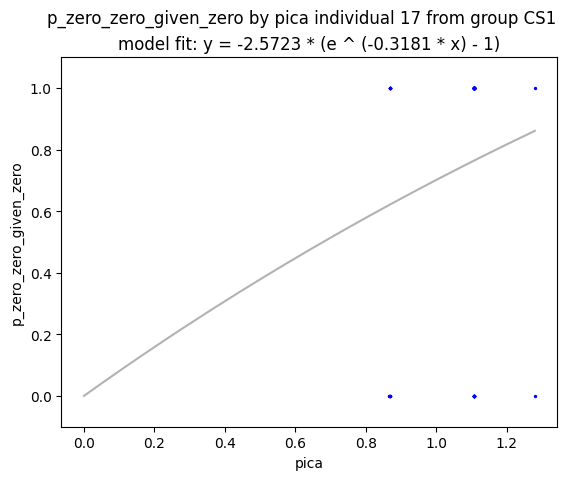 p_zero_zero_given_zero by pica individual 17 from group CS1
model fit: y = -2.5723 * (e ^ (-0.3181 * x) - 1)
1.0
0.8
0.6
0.4
0.2
0.0
p_zero_zero_given_zero
0.0 0.2 0.4 0.6 0.8 1.0 1.2
pica